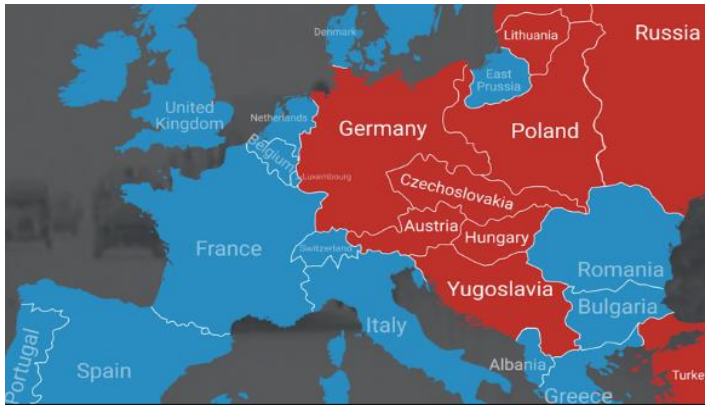 Denmark
Lithuania
Russia
East
Prussia
United
Kingdom
Netherlands
Germany
Poland
Belgium
Luxembourg
Czechoslovakia
Austria
Hungary
France
Switzerland
Romania
Yugoslavia
Bulgaria
Italy
Portugal
Spain
Albania
Turke
Greece